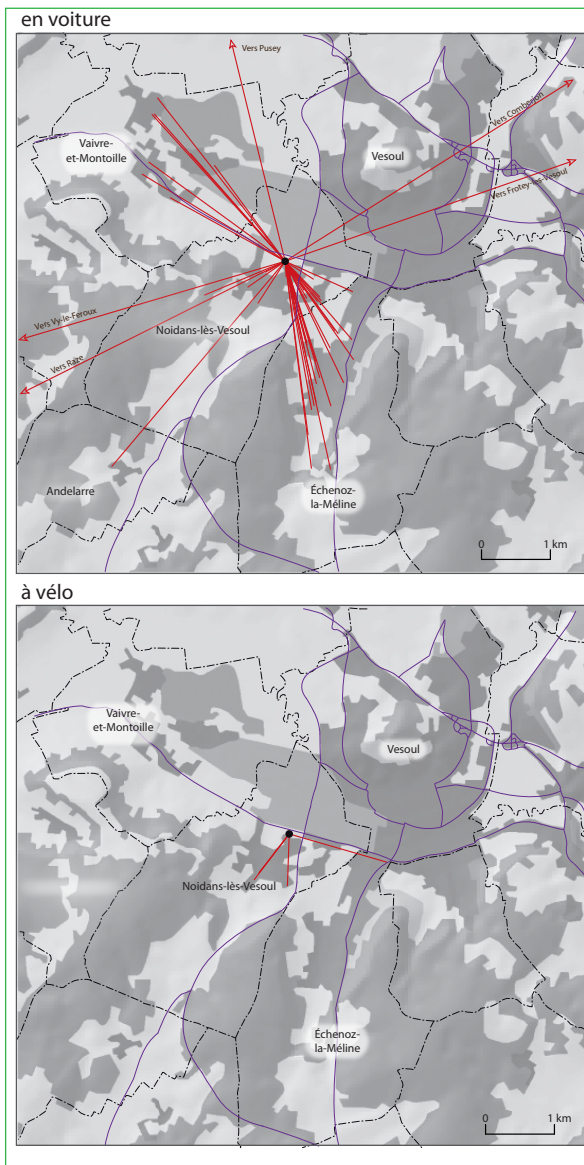 en voiture
Vers Pusey
Vers Comberjon
Vaivre-
et-Montoille
Vesoul
Vers Frotey-lès-Vesoul
Vers Vy-le-Feroux
Noidans-lès-Vesoul
Vers Raze
Andelarre
Échenoz-
la-Méline
0 1 km
à vélo
Vaivre-
et-Montoille
Vesoul
Noidans-lès-Vesoul
Échenoz-
la-Méline
0 1 km